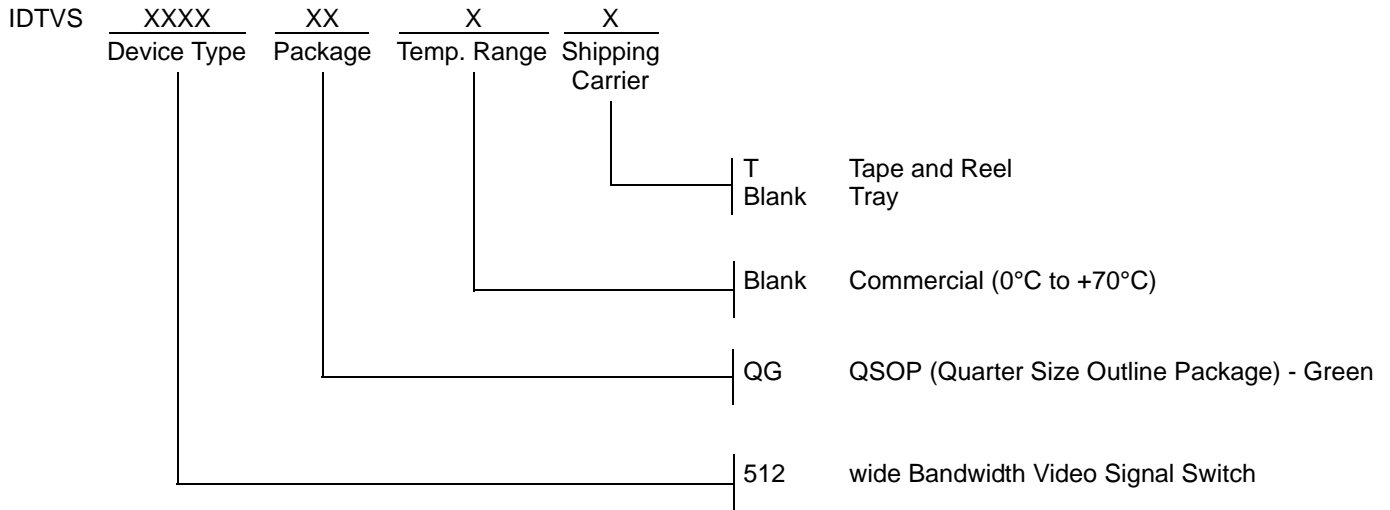 IDTVS XXXX XX X X
Device Type Package Temp. Range Shipping
Carrier
T Tape and Reel
Blank Tray
Blank Commercial (0°C to +70°C)
QG QSOP (Quarter Size Outline Package) - Green
512 wide Bandwidth Video Signal Switch